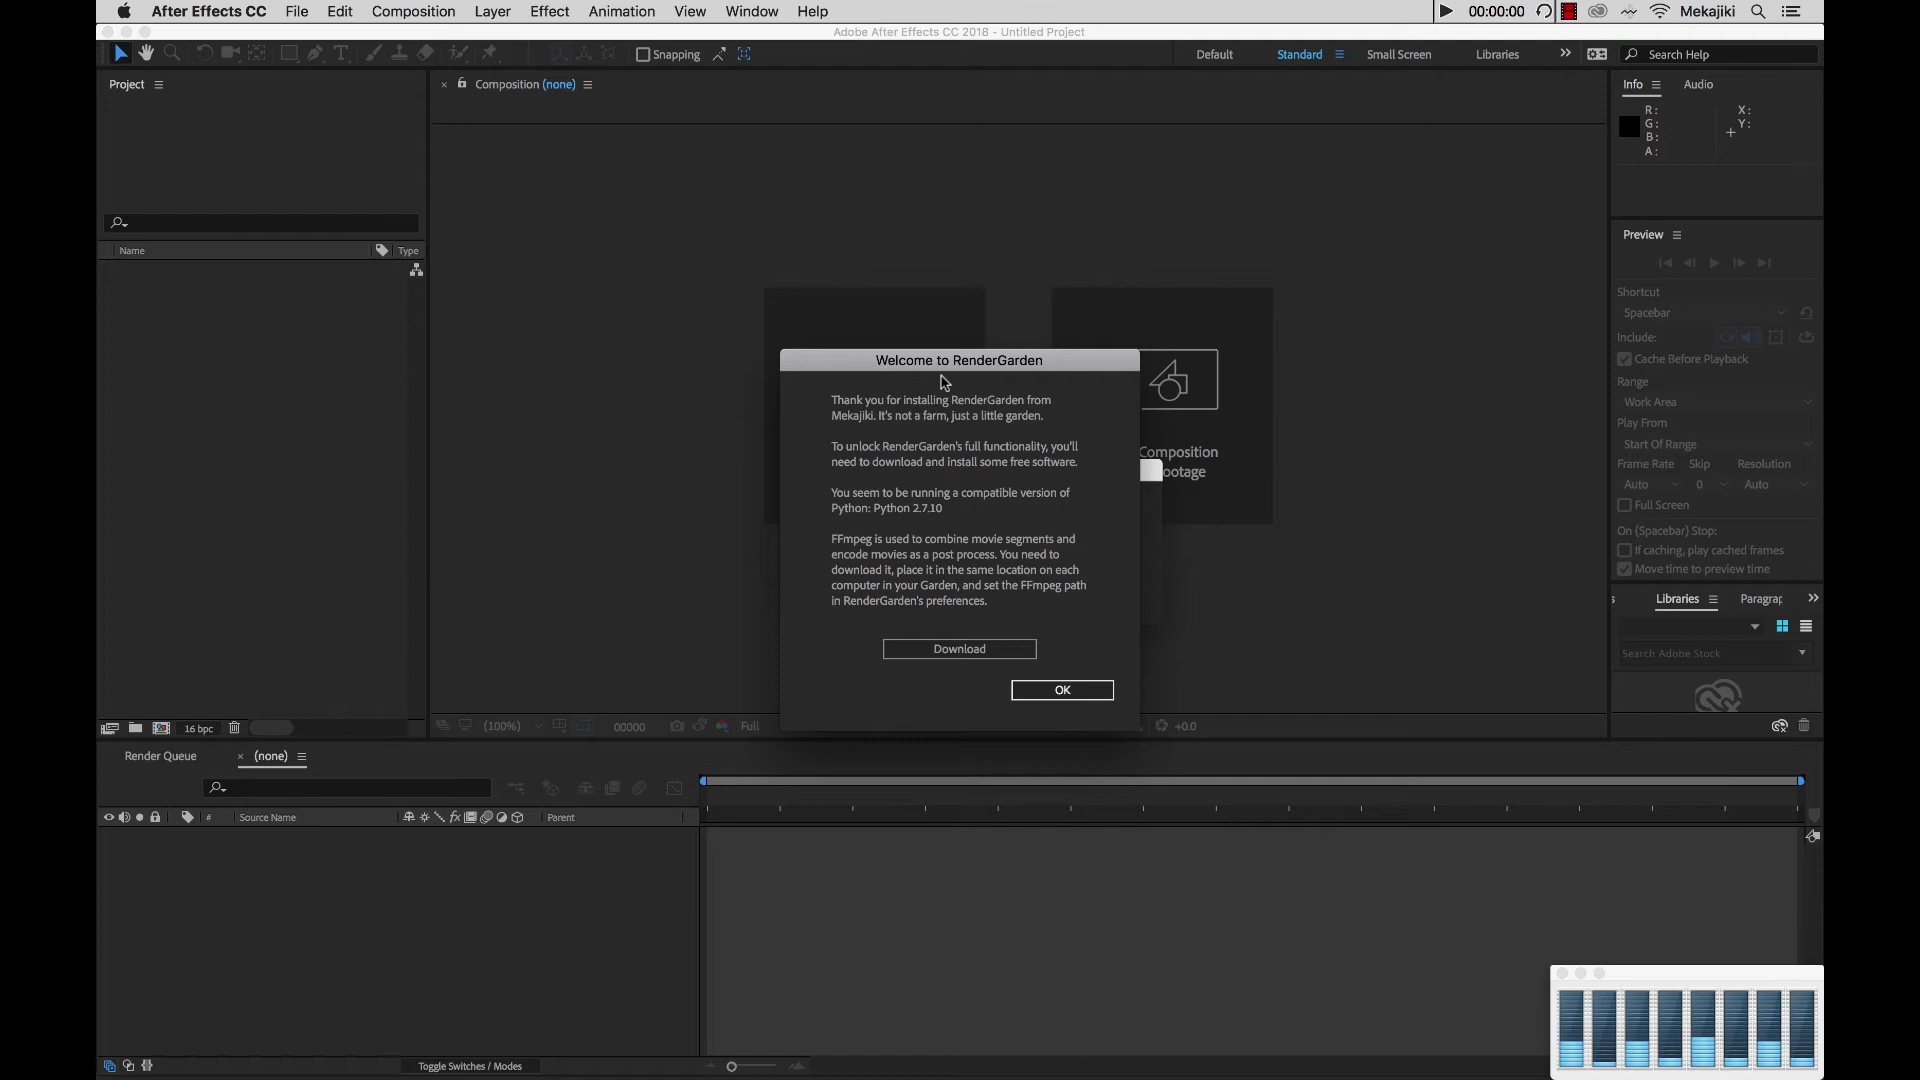 After Effects CC File Edit Composition Layer Effect Animation View Window Help 00:00:00 Mekajiki
Adobe After Effects CC 2018 - Untitled Project
Snapping Default Standard Small Screen Libraries Search Help
Project
Composition (none)
Info Audio
R: X:
G: Y:
B:
A:
Name Type
Preview
Shortcut
Spacebar
Include:
Cache Before Playback
Range
Work Area
Play From
Start Of Range
Frame Rate Skip Resolution
Auto 0 Auto
Full Screen
On (Spacebar) Stop:
If caching, play cached frames
Move time to preview time
Welcome to RenderGarden
Thank you for installing RenderGarden from
Mekajiki. It's not a farm, just a little garden.
To unlock RenderGarden's full functionality, you'll
need to download and install some free software.
You seem to be running a compatible version of
Python: Python 2.7.10
FFmpeg is used to combine movie segments and
encode movies as a post process. You need to
download it, place it in the same location on each
computer in your Garden, and set the FFmpeg path
in RenderGarden's preferences.
Download
OK
Composition
ootage
s Libraries Paragrap
Search Adobe Stock
16 bpc
(100%) 00000 Full +0.0
Render Queue (none)
# Source Name fx Parent
Toggle Switches / Modes